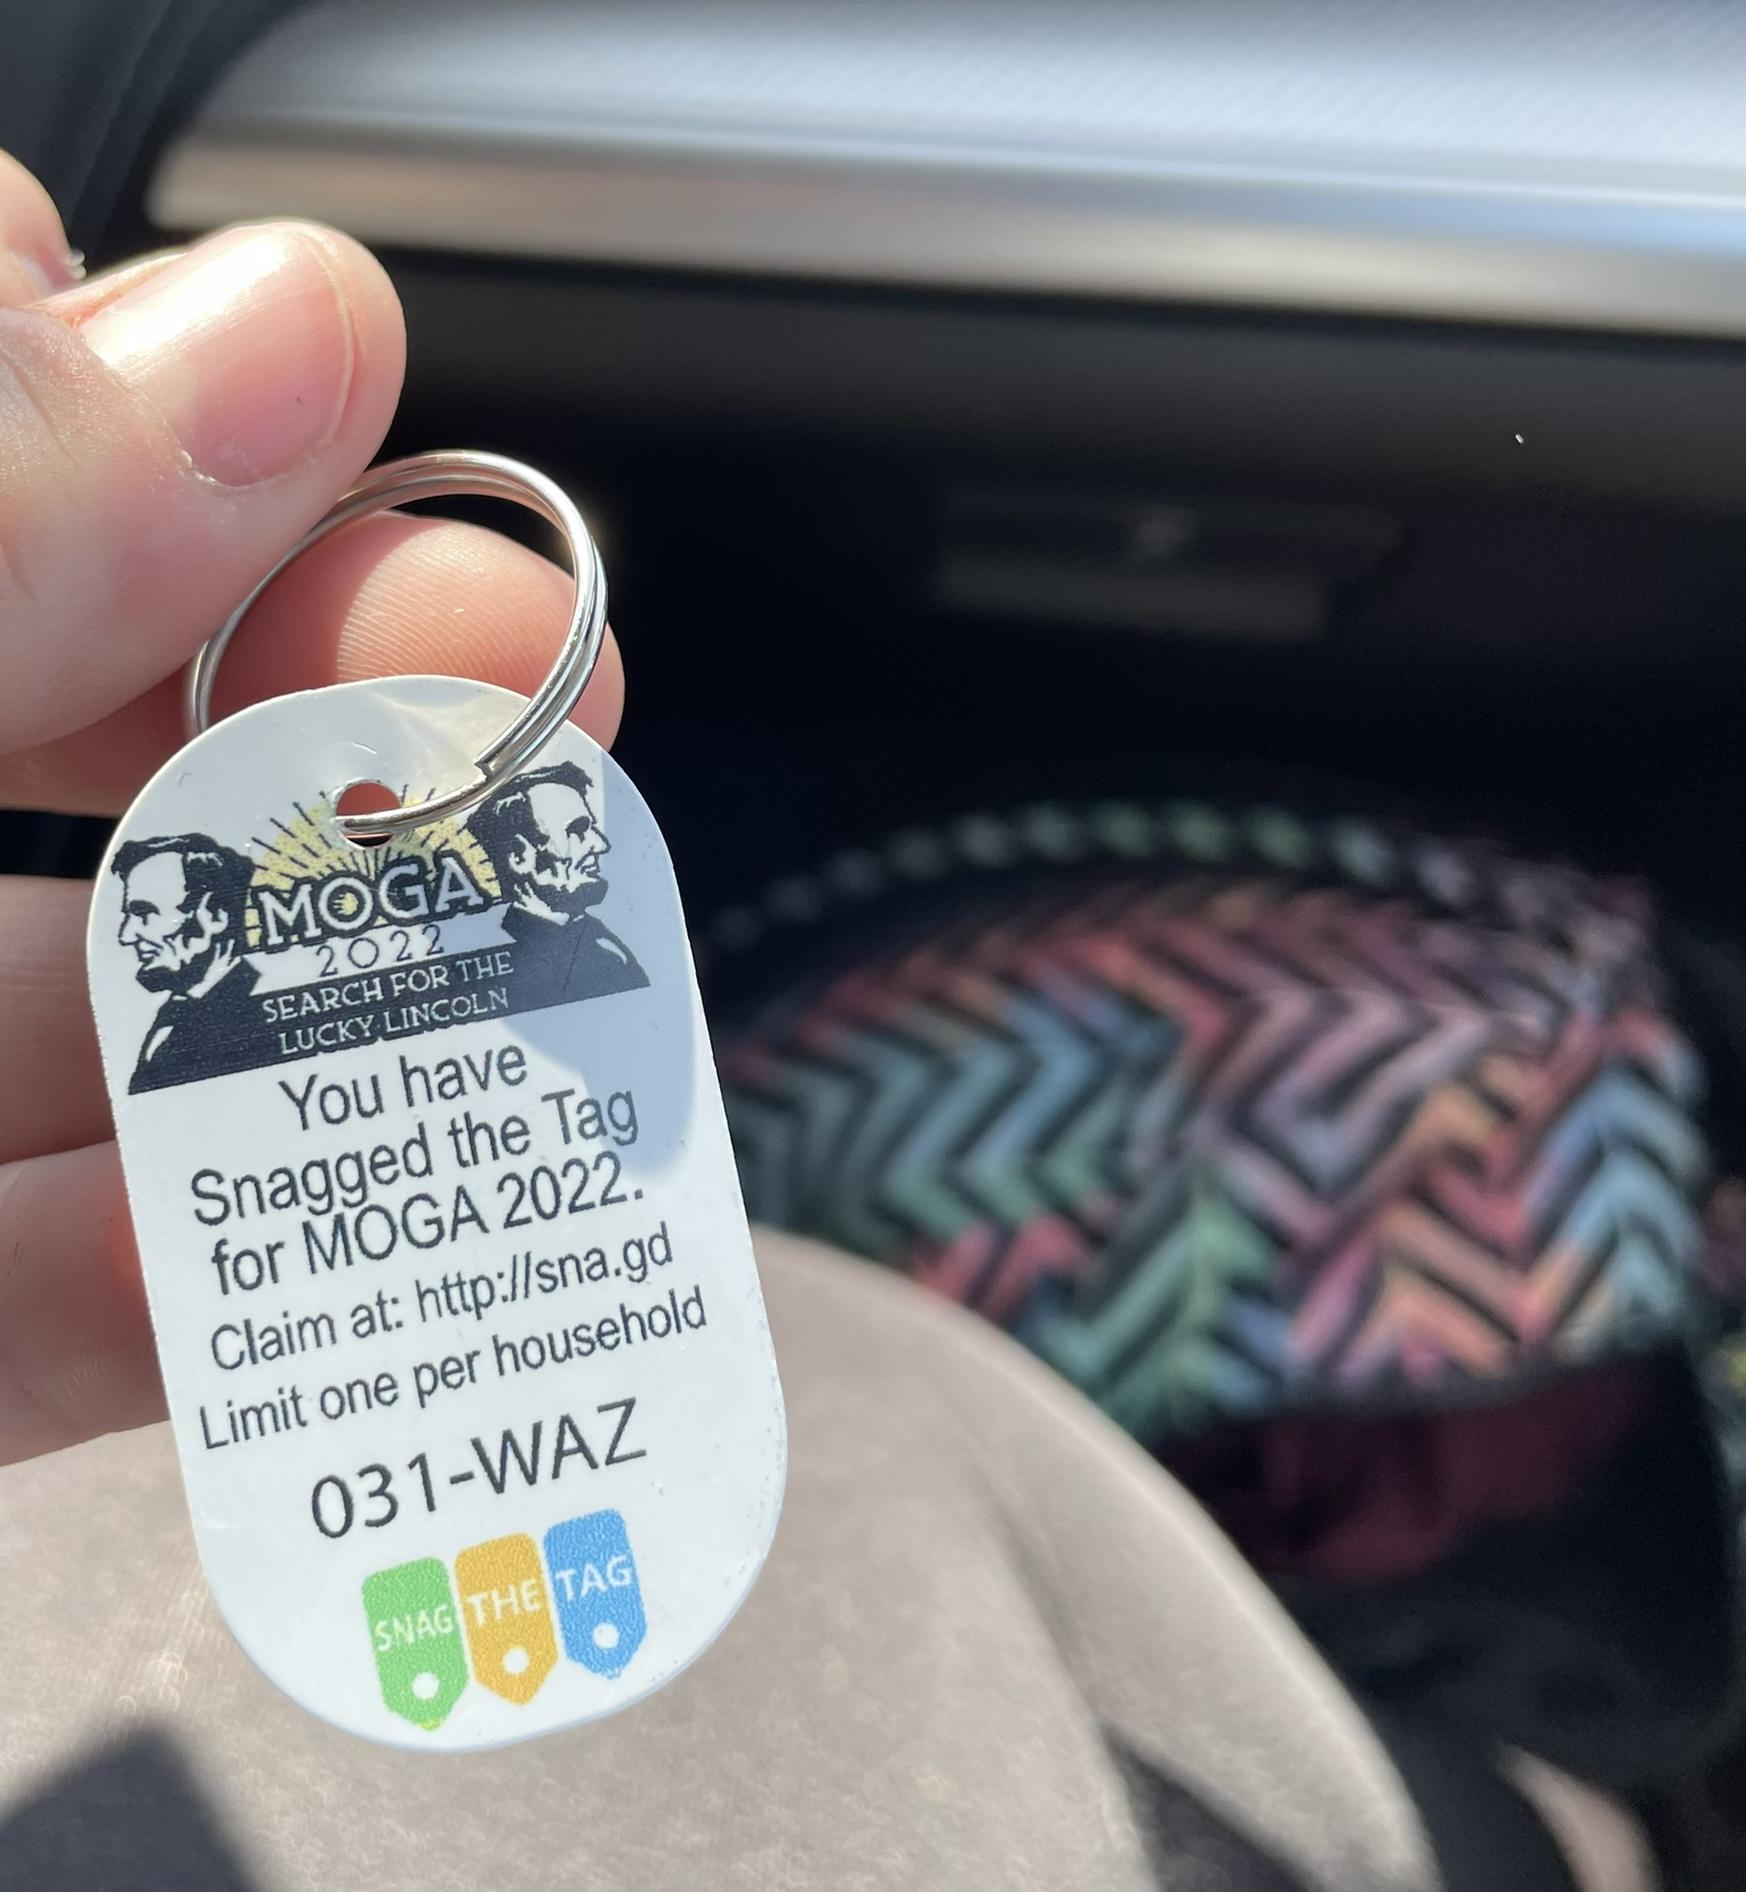 MOGA
2022
SEARCH FOR THE
LUCKY LINCOLN
You have
Snagged the Tag
for MOGA 2022.
Claim at: http://sna.gd
Limit one per household
031-WAZ
SNAG THE TAG